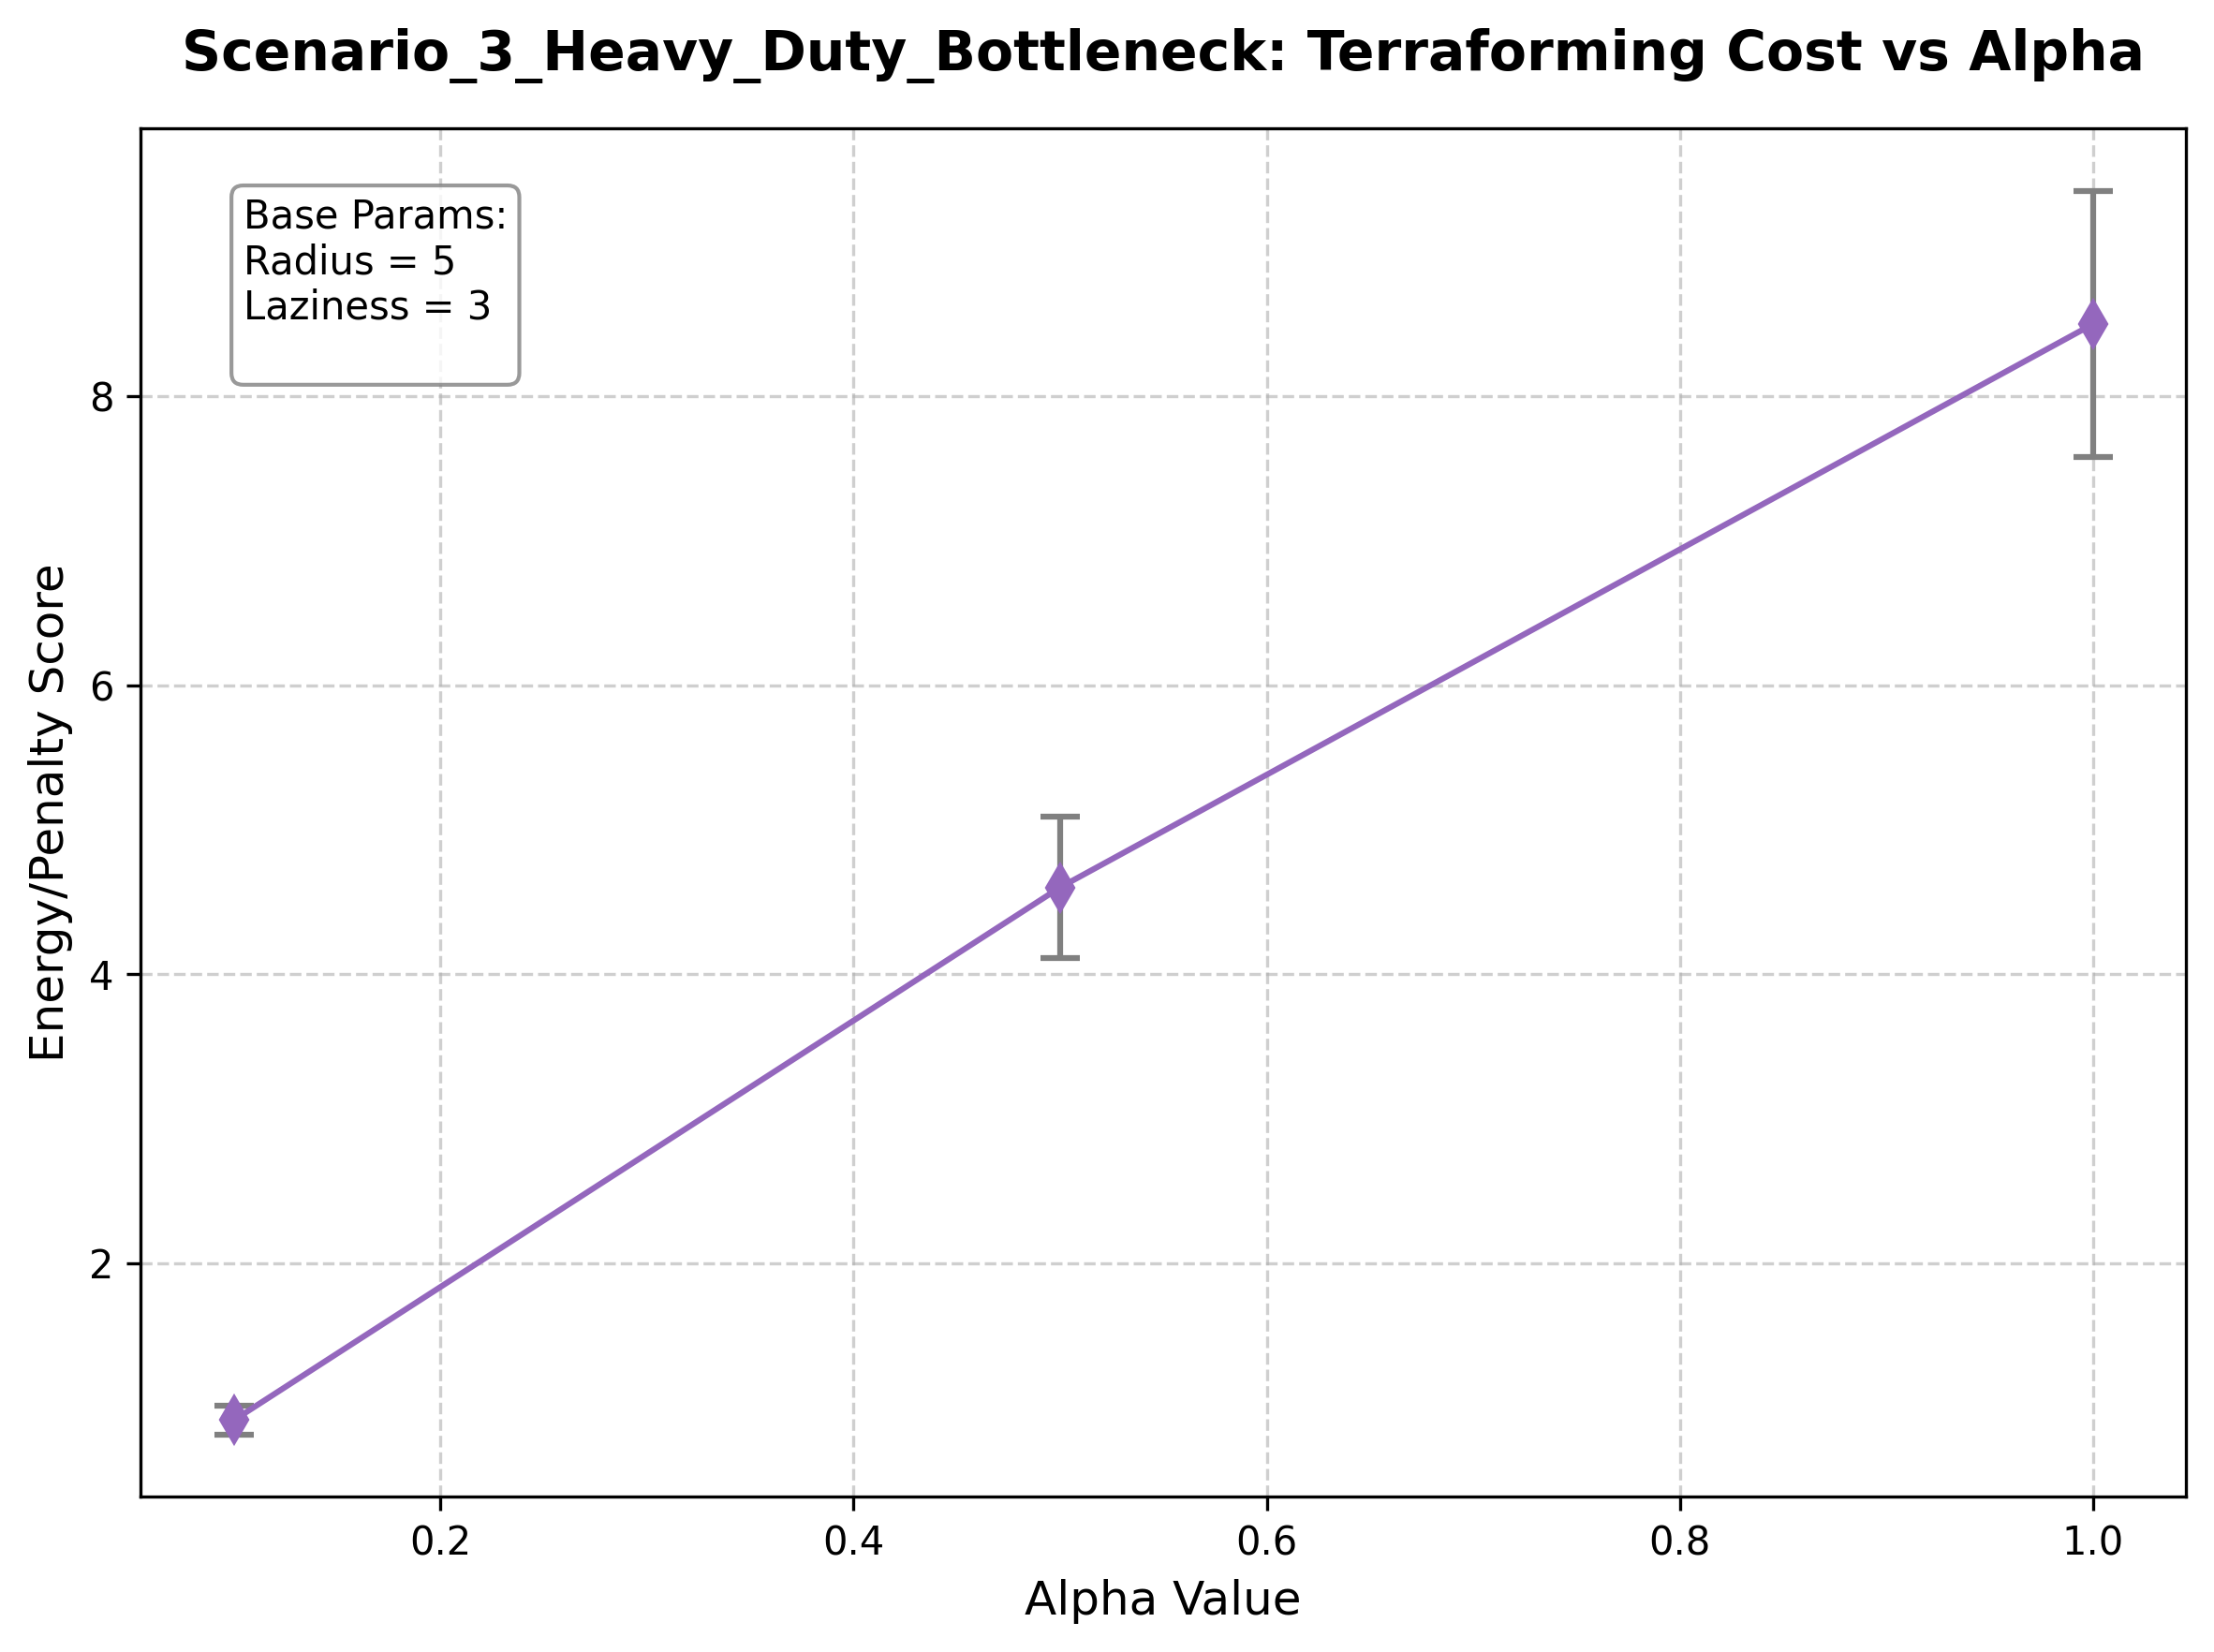 Scenario_3_Heavy_Duty_Bottleneck: Terraforming Cost vs Alpha
Base Params:
Radius = 5
Laziness = 3
Energy/Penalty Score
8
6
4
2
0.2
0.4
0.6
0.8
1.0
Alpha Value